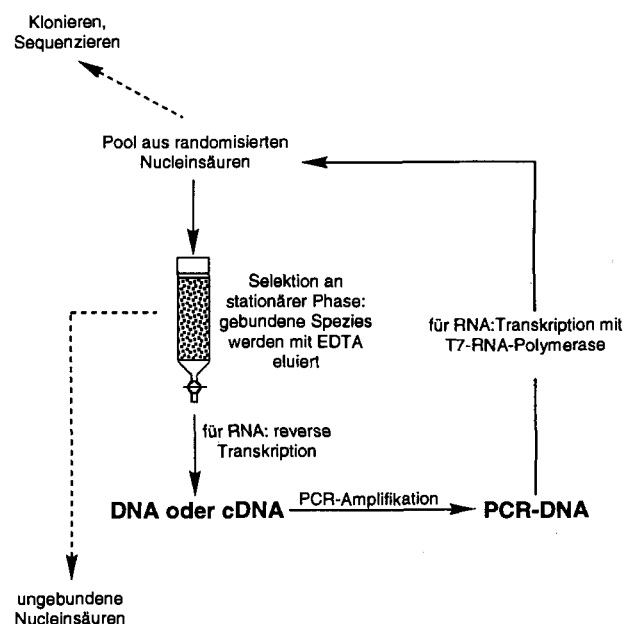 Klonieren,
Sequenzieren
Pool aus randomisierten
Nucleinsäuren
Selektion an
stationärer Phase:
gebundene Spezies
werden mit EDTA
eluiert
für RNA:Transkription mit
T7-RNA-Polymerase
für RNA: reverse
Transkription
DNA oder cDNA
PCR-Amplifikation
PCR-DNA
ungebundene
Nucleinsäuren